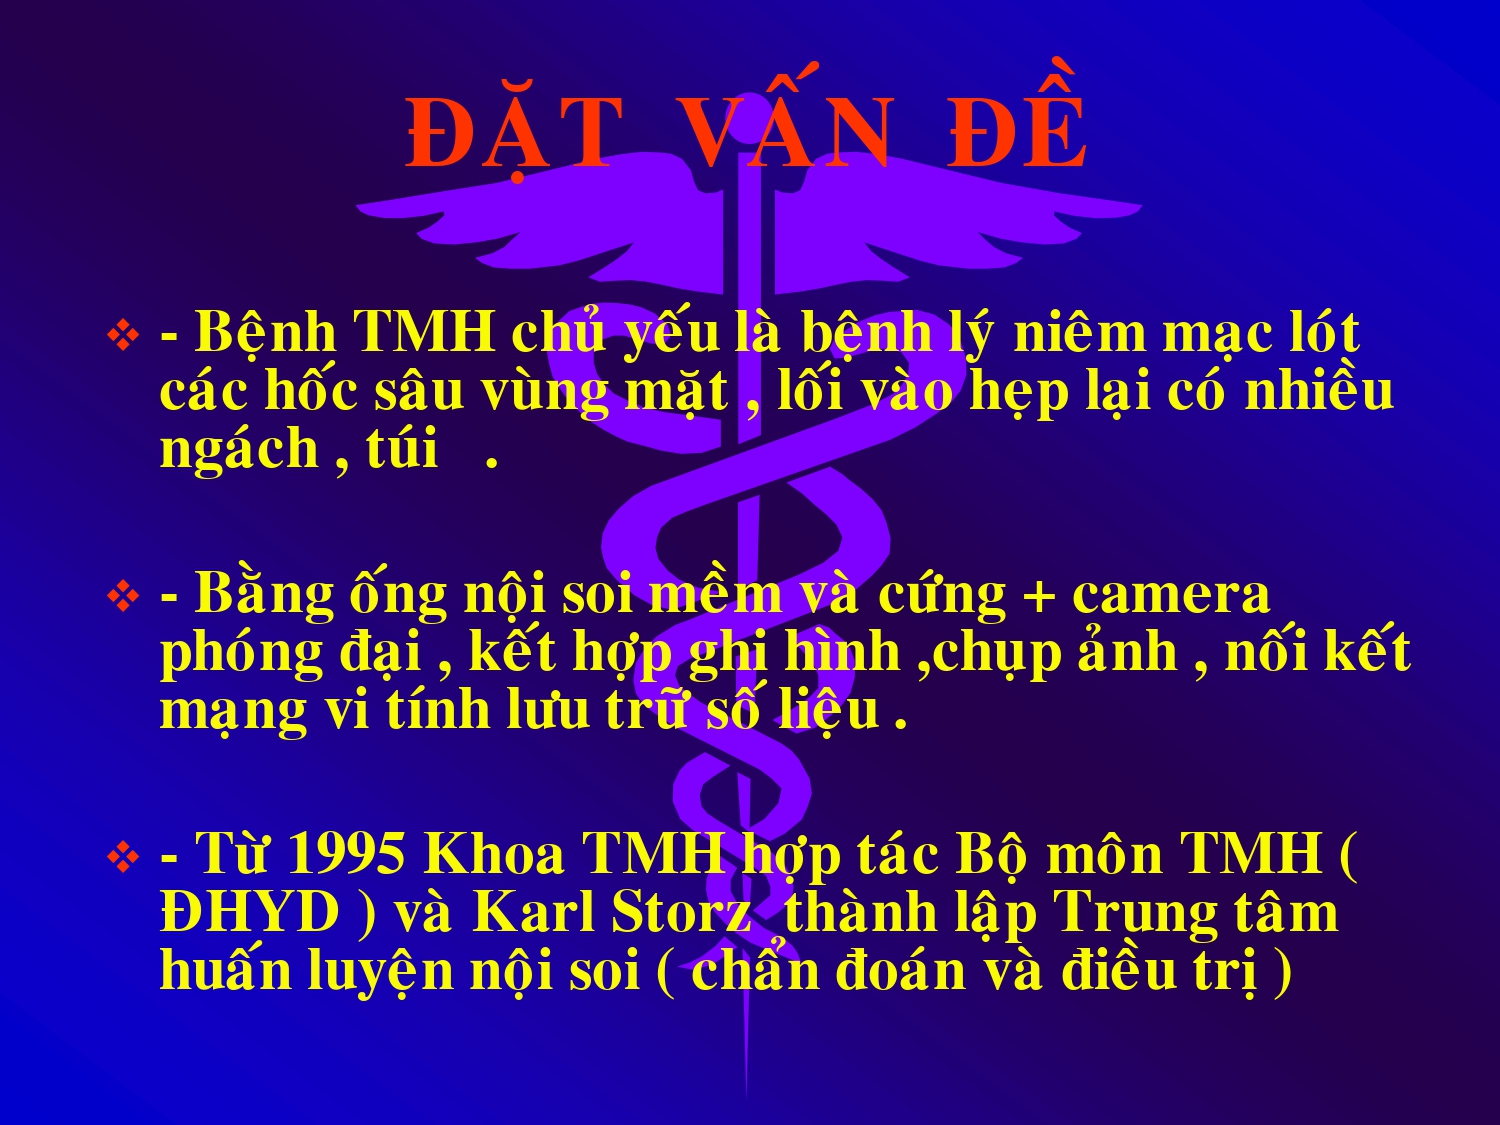 ĐẶT VẤN ĐỀ
- Bệnh TMH chủ yếu là bệnh lý niêm mạc lót
các hốc sâu vùng mặt , lối vào hẹp lại có nhiều
ngách , túi .
- Bằng ống nội soi mềm và cứng + camera
phóng đại , kết hợp ghi hình ,chụp ảnh , nối kết
mạng vi tính lưu trữ số liệu .
- Từ 1995 Khoa TMH hợp tác Bộ môn TMH (
ĐHYD ) và Karl Storz thành lập Trung tâm
huấn luyện nội soi ( chẩn đoán và điều trị )